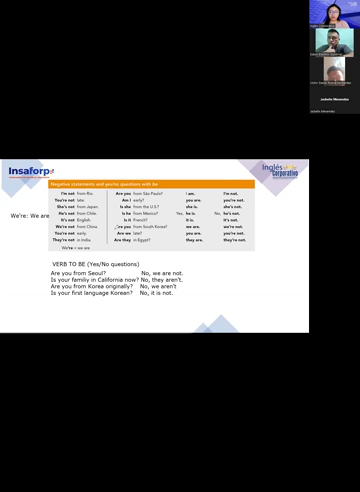 Insaforp
inglés
Corporativo
Negative statements and yes/no questions with be
I'm not from Rio. Are you from São Paulo? I am. I'm not.
You're not late. Am I early? you are. you're not.
She's not from Japan. Is she from the U.S.? she is. she's not.
He's not from Chile. Is he from Mexico? Yes, he is. No, he's not.
It's not English. Is it French? it is. it's not.
We're not from China. Are you from South Korea? we are. we're not.
You're not early. Are we late? you are. you're not.
They're not in India. Are they in Egypt? they are. they're not.
We're = we are
We're: We are
VERB TO BE (Yes/No questions)
Are you from Seoul? No, we are not.
Is your family in California now? No, they aren't.
Are you from Korea originally? No, we aren't
Is your first language Korean? No, it is not.